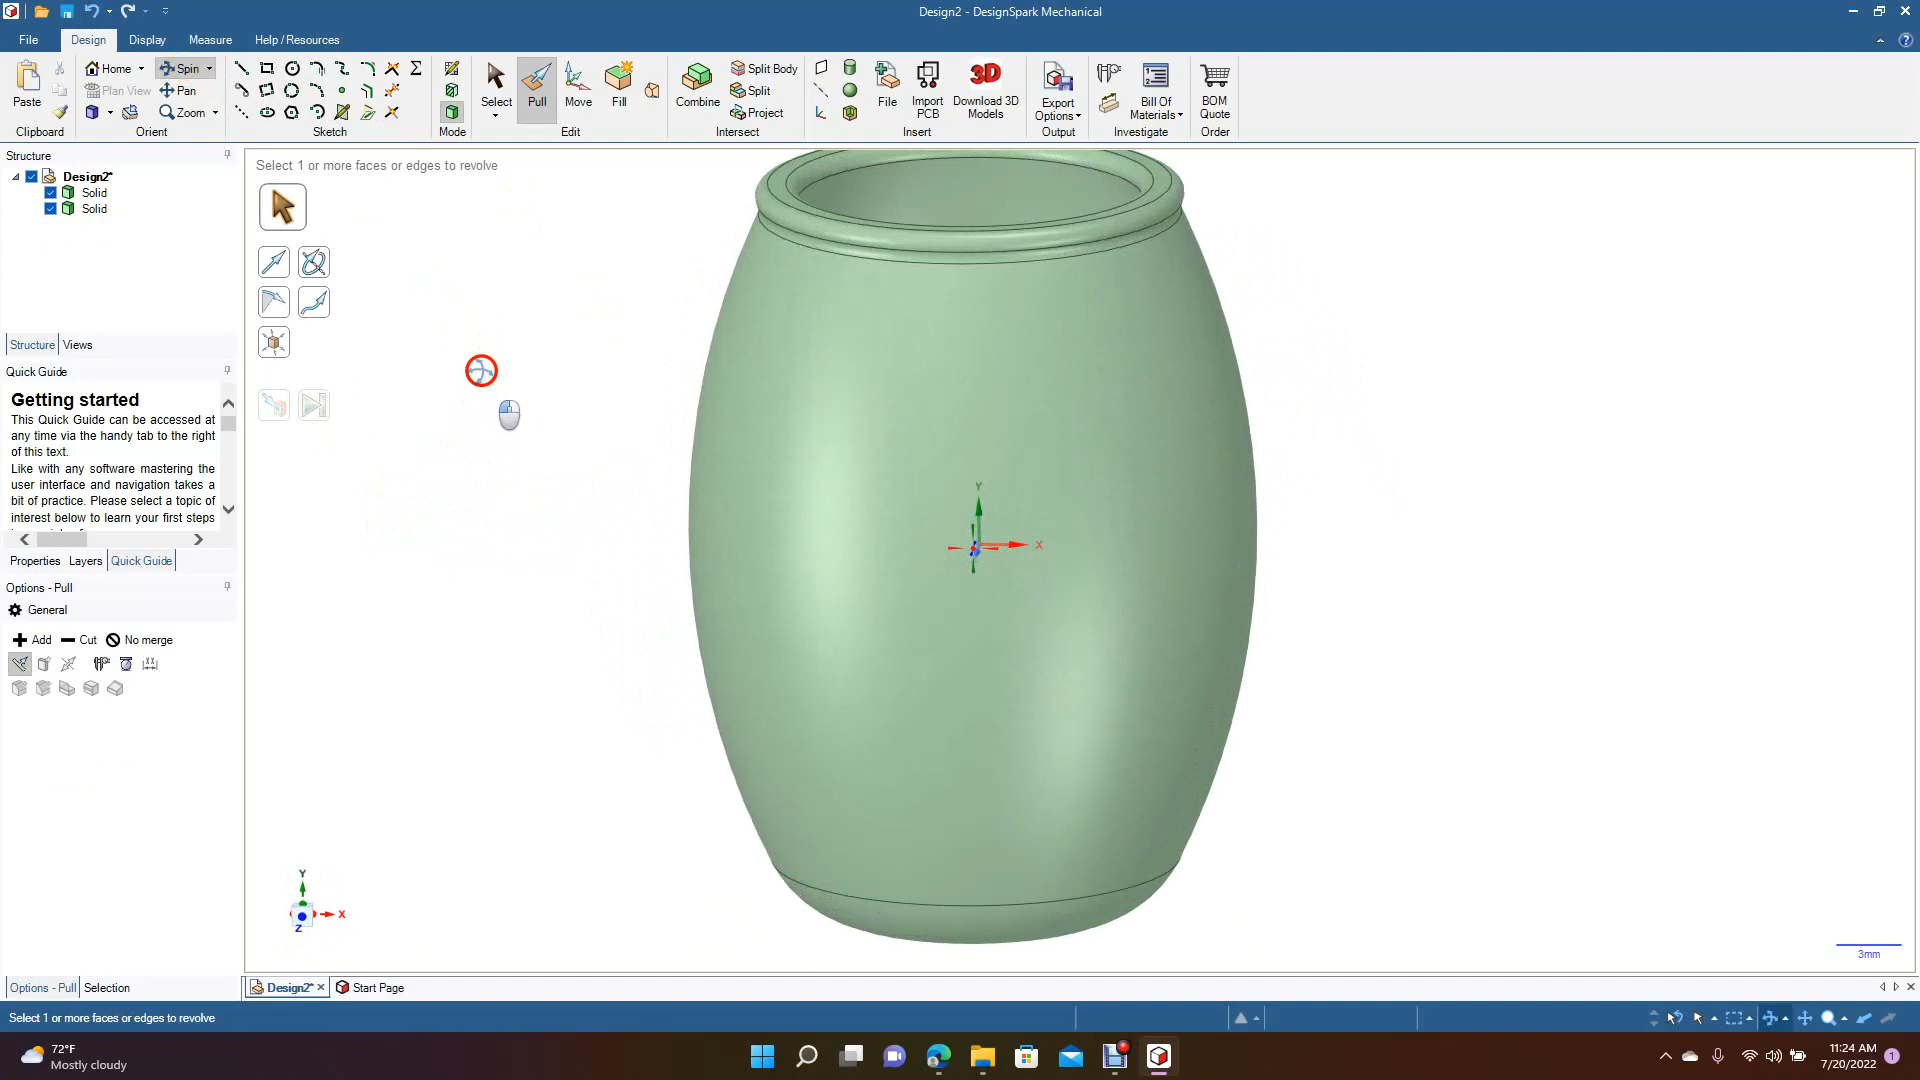 Design2 - DesignSpark Mechanical
File Design Display Measure Help / Resources
Paste
Clipboard
Home Spin
Plan View Pan
Zoom
Orient
Sketch
Mode
Select Pull Move Fill
Edit
Combine
Split Body
Split
Project
Intersect
File
Import PCB
Download 3D Models
3D
Insert
Export Options
Output
Bill Of Materials
Investigate
BOM Quote
Order
Structure
Design2*
Solid
Solid
Structure Views
Quick Guide
Getting started
This Quick Guide can be accessed at
any time via the handy tab to the right
of this text.
Like with any software mastering the
user interface and navigation takes a
bit of practice. Please select a topic of
interest below to learn your first steps
Properties Layers Quick Guide
Options - Pull
General
Add Cut No merge
Options - Pull Selection
Select 1 or more faces or edges to revolve
Y
X
Y
X
Z
3mm
Design2* Start Page
Select 1 or more faces or edges to revolve
72°F
Mostly cloudy
11:24 AM
7/20/2022
1